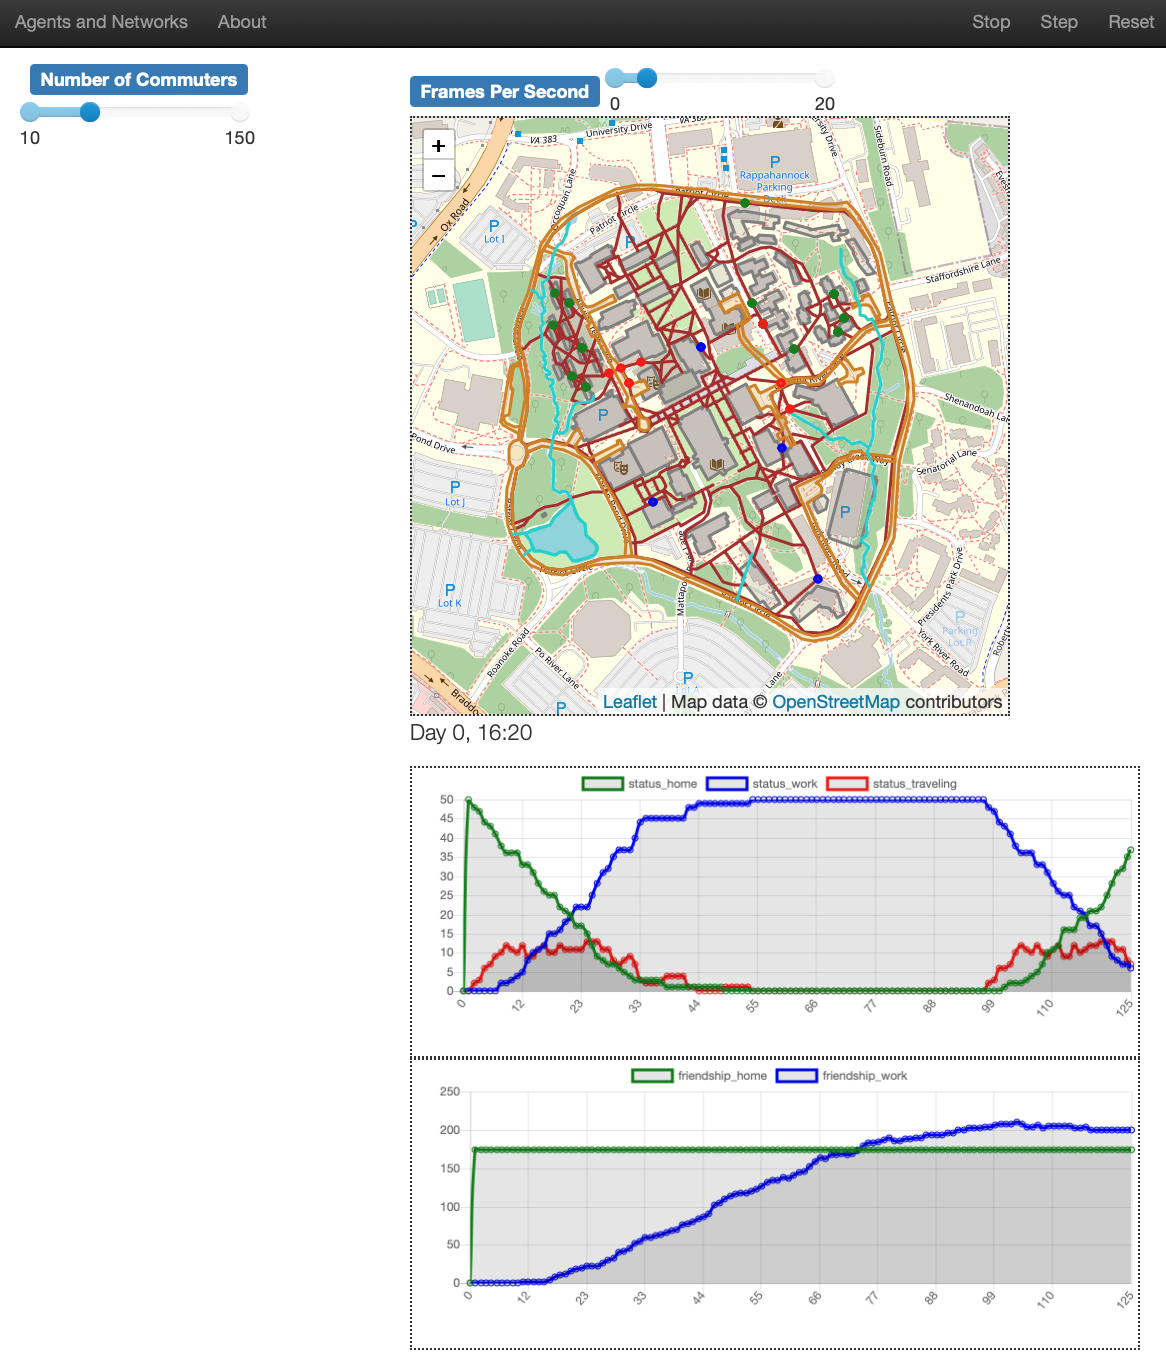 Agents and Networks About Stop Step Reset
Number of Commuters
10 150
Frames Per Second
0 20
+
−
VA 383
University Drive
Sideburn Road
P
Rappahannock
Parking
Ox Road
P
Lot I
Patriot Circle
P
Staffordshire Lane
P
Shenandoah
Pond Drive
Senatorial Lane
P
Lot J
P
P
Lot K
Presidents Park Drive
P
Parking
Lot R
York River Road
Roanoke Road
Po River Lane
P
P
Leaflet | Map data © OpenStreetMap contributors
Day 0, 16:20
status_home status_work status_traveling
50
45
40
35
30
25
20
15
10
5
0
0 12 23 33 44 55 66 77 88 99 110 125
friendship_home friendship_work
250
200
150
100
50
0
0 12 23 33 44 55 66 77 88 99 110 125